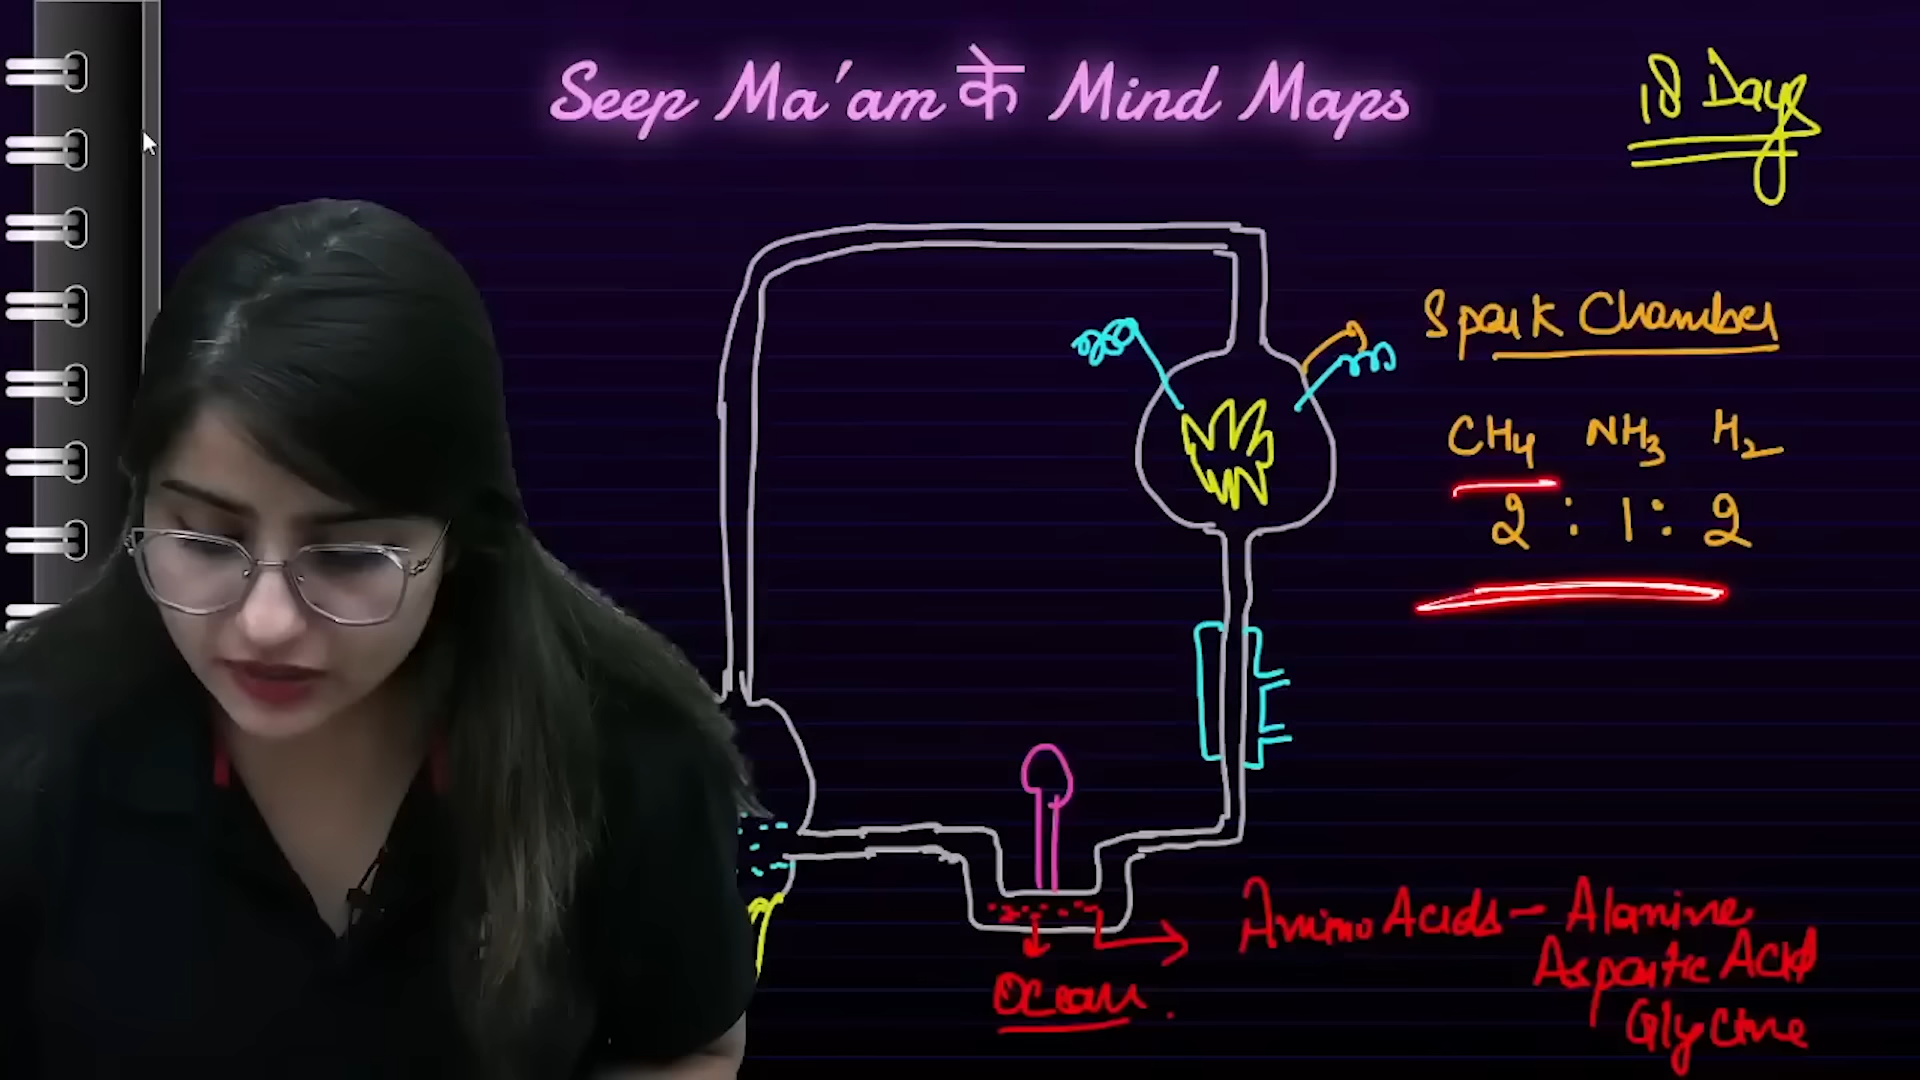 Seep Ma'am के Mind Maps
18 Days
Spark Chamber
CH4 NH3 H2
2 : 1 : 2
Amino Acids - Alanine
Aspartic Acid
Glycine
Ocean.